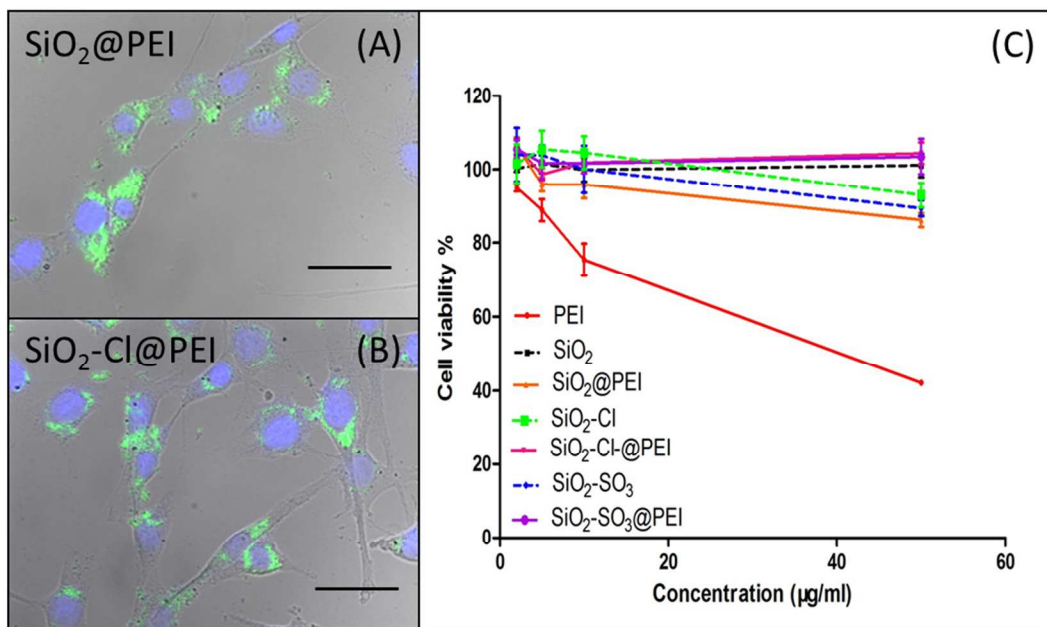 SiO₂@PEI (A)
SiO₂-Cl@PEI (B)
(C)
Cell viability %
120
100
80
60
40
20
0
PEI
SiO₂
SiO₂@PEI
SiO₂-Cl
SiO₂-Cl-@PEI
SiO₂-SO₃
SiO₂-SO₃@PEI
0 20 40 60
Concentration (µg/ml)